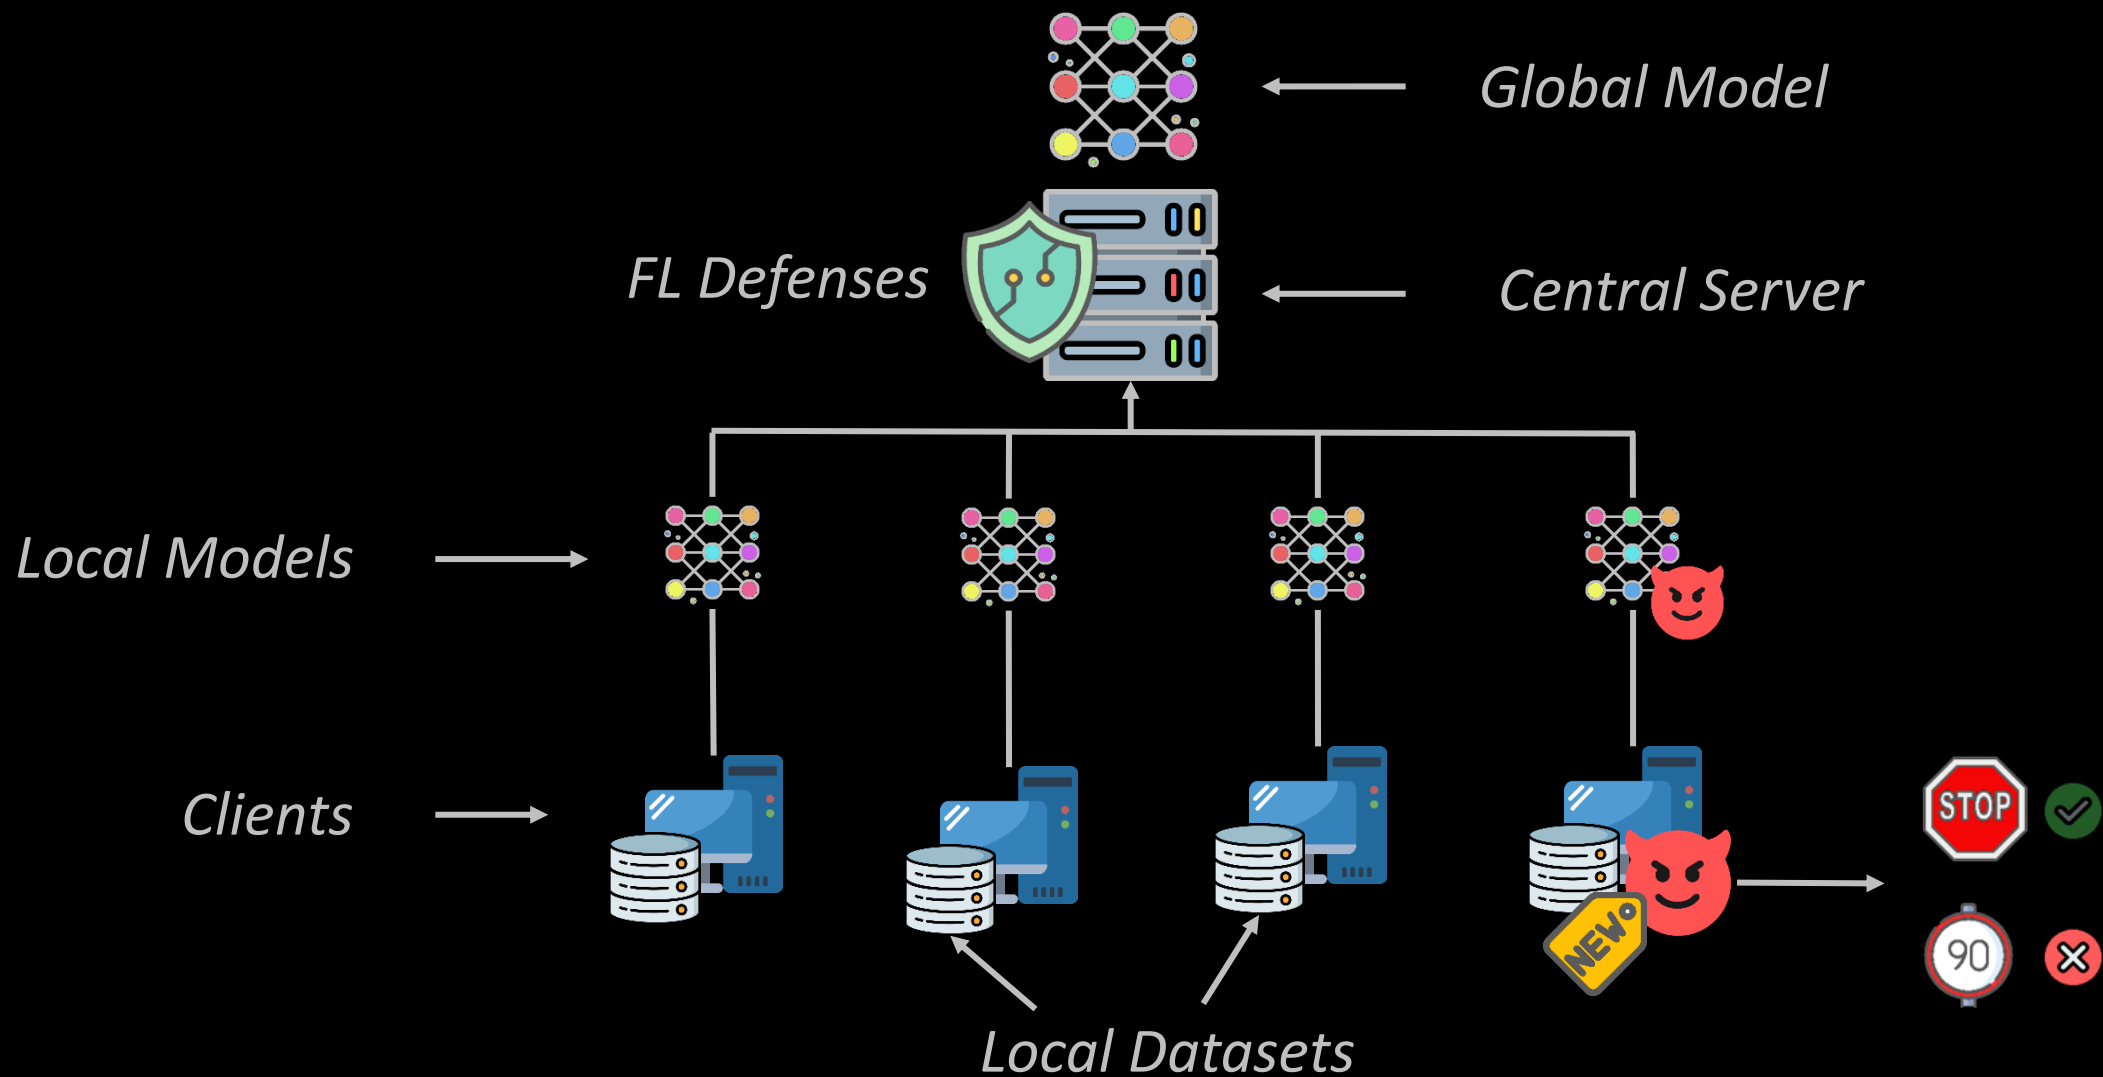 Global Model
FL Defenses
Central Server
Local Models
Clients
STOP
NEW
90
Local Datasets